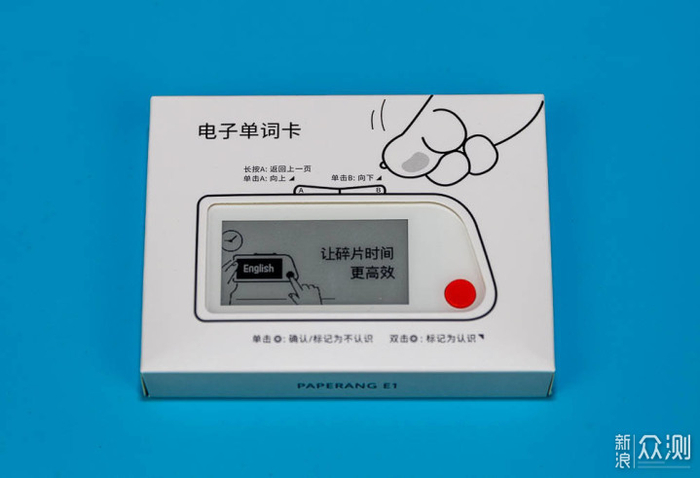 电子单词卡
长按A: 返回上一页
单击A: 向上
单击B: 向下
A
B
English
让碎片时间
更高效
单击⚙: 确认/标记为不认识
双击⚙: 标记为认识
PAPERANG E1
新浪众测